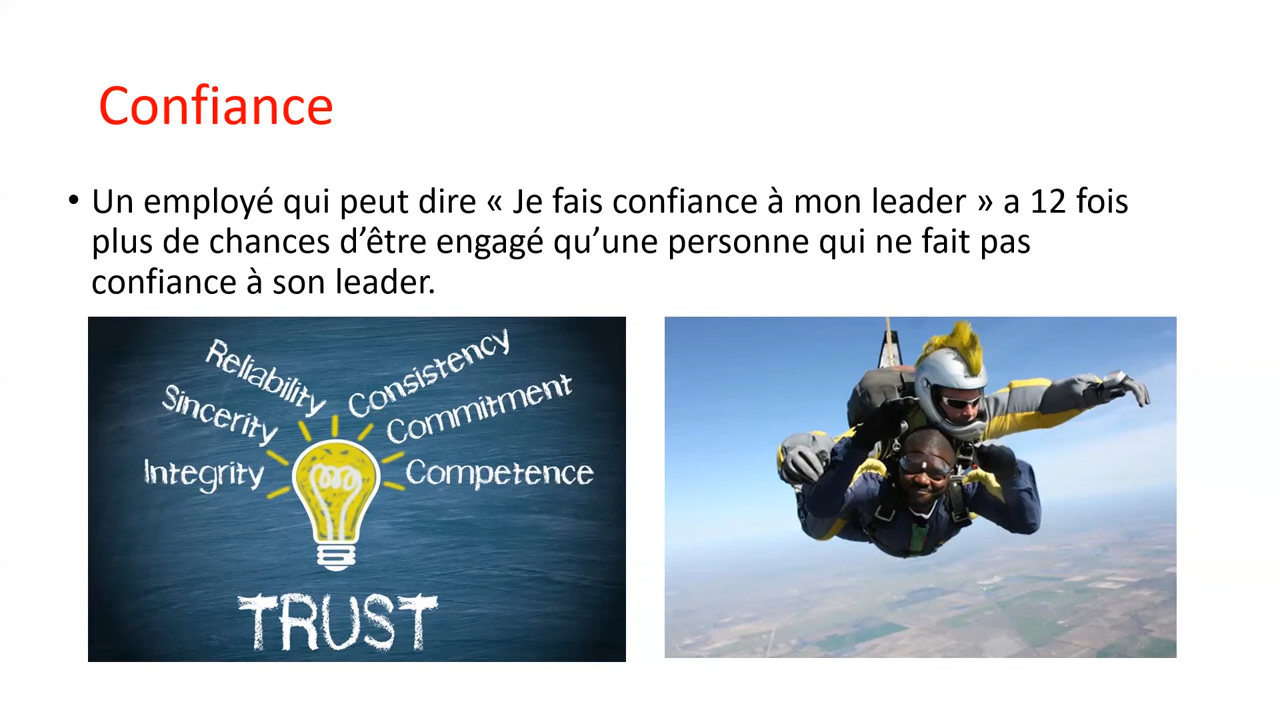 Confiance
• Un employé qui peut dire « Je fais confiance à mon leader » a 12 fois
plus de chances d’être engagé qu’une personne qui ne fait pas
confiance à son leader.
Reliability
Consistency
Sincerity
Commitment
Integrity
Competence
TRUST